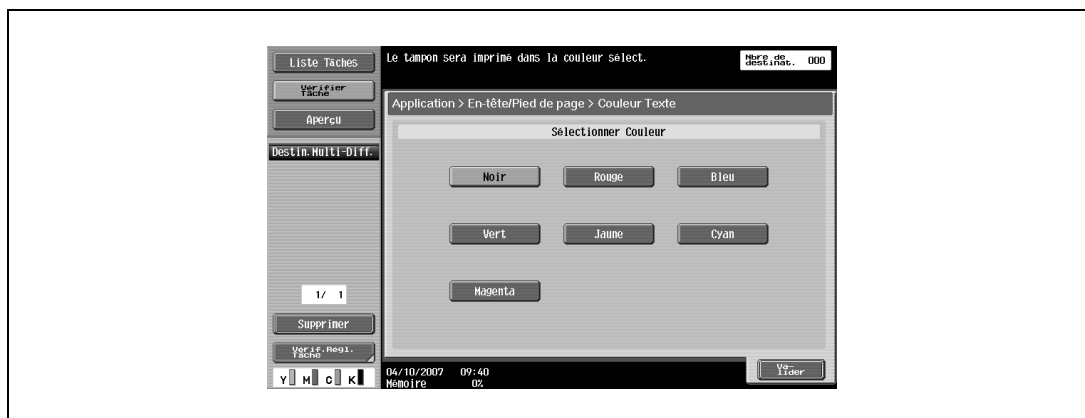 Liste Tâches
Vérifier
Tâche
Aperçu
Destin.Multi-Diff.
1/ 1
Supprimer
Vérif.Régl.
Tâche
Y M C K
Le tampon sera imprimé dans la couleur sélect.
Nbre de
destinat. 000
Application > En-tête/Pied de page > Couleur Texte
Sélectionner Couleur
Noir Rouge Bleu
Vert Jaune Cyan
Magenta
04/10/2007 09:40
Mémoire 0%
Va-
lider